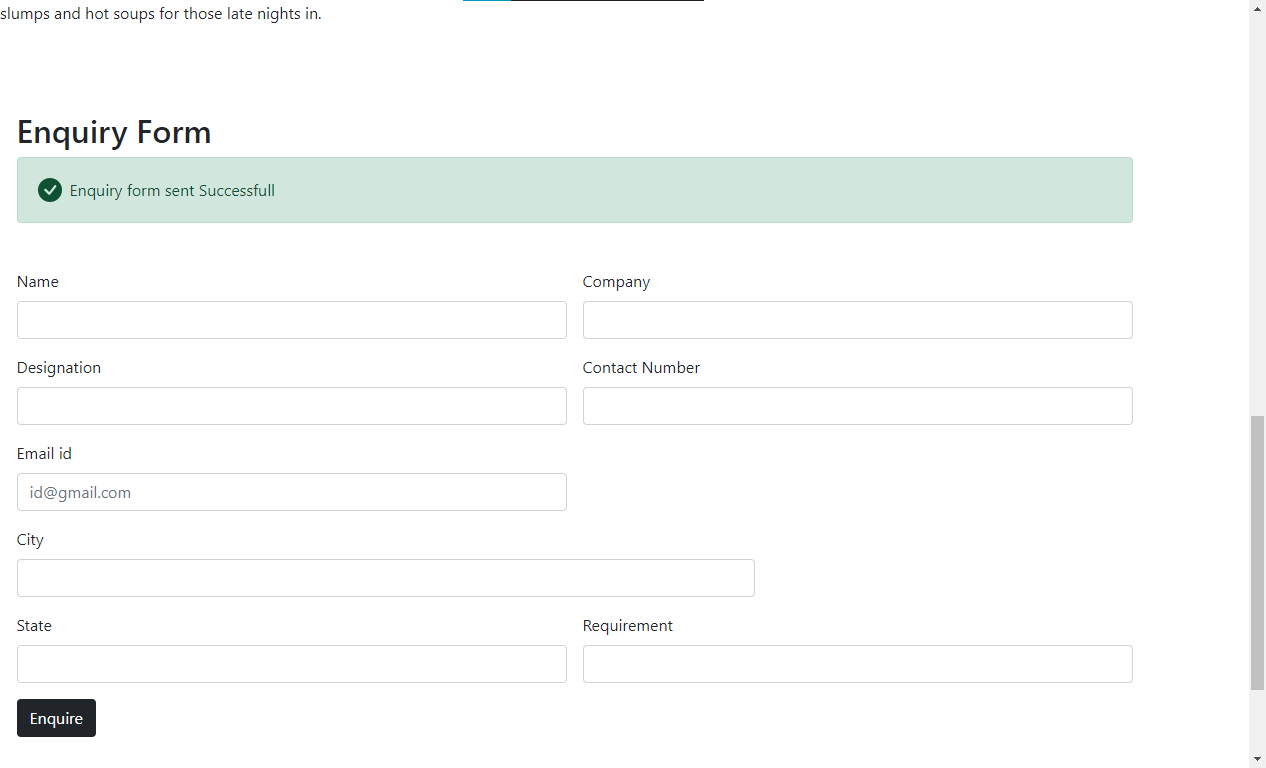 slumps and hot soups for those late nights in.
Enquiry Form
Enquiry form sent Successfull
Name
Company
Designation
Contact Number
Email id
id@gmail.com
City
State
Requirement
Enquire